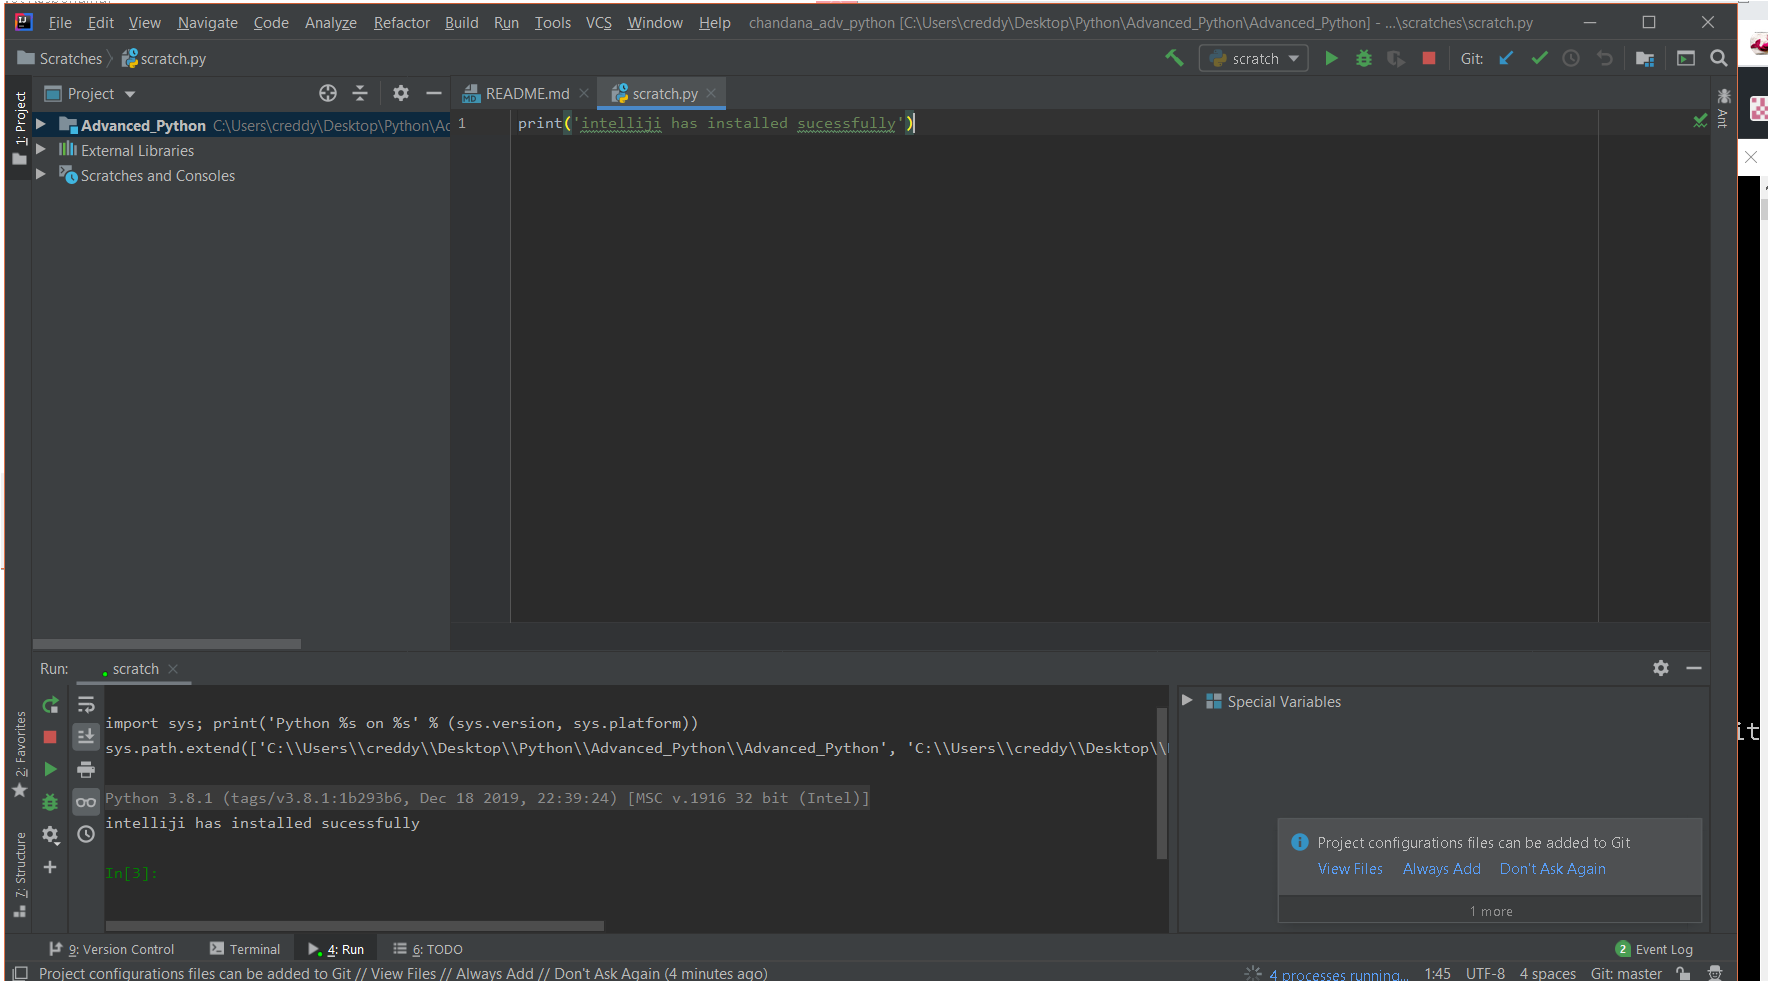 File Edit View Navigate Code Analyze Refactor Build Run Tools VCS Window Help chandana_adv_python [C:\Users\creddy\Desktop\Python\Advanced_Python\Advanced_Python] - ...\scratches\scratch.py
Scratches scratch.py scratch Git:
Project README.md scratch.py
1: Project
Ant
Advanced_Python C:\Users\creddy\Desktop\Python\Ad
External Libraries
Scratches and Consoles
1 print('intelliji has installed sucessfully')
Run: scratch
import sys; print('Python %s on %s' % (sys.version, sys.platform))
sys.path.extend(['C:\\Users\\creddy\\Desktop\\Python\\Advanced_Python\\Advanced_Python', 'C:\\Users\\creddy\\Desktop\\
Python 3.8.1 (tags/v3.8.1:1b293b6, Dec 18 2019, 22:39:24) [MSC v.1916 32 bit (Intel)]
intelliji has installed sucessfully
In[3]:
Special Variables
2: Favorites
7: Structure
it
Project configurations files can be added to Git
View Files Always Add Don't Ask Again
1 more
9: Version Control Terminal 4: Run 6: TODO 2 Event Log
Project configurations files can be added to Git // View Files // Always Add // Don't Ask Again (4 minutes ago) 4 processes running... 1:45 UTF-8 4 spaces Git: master